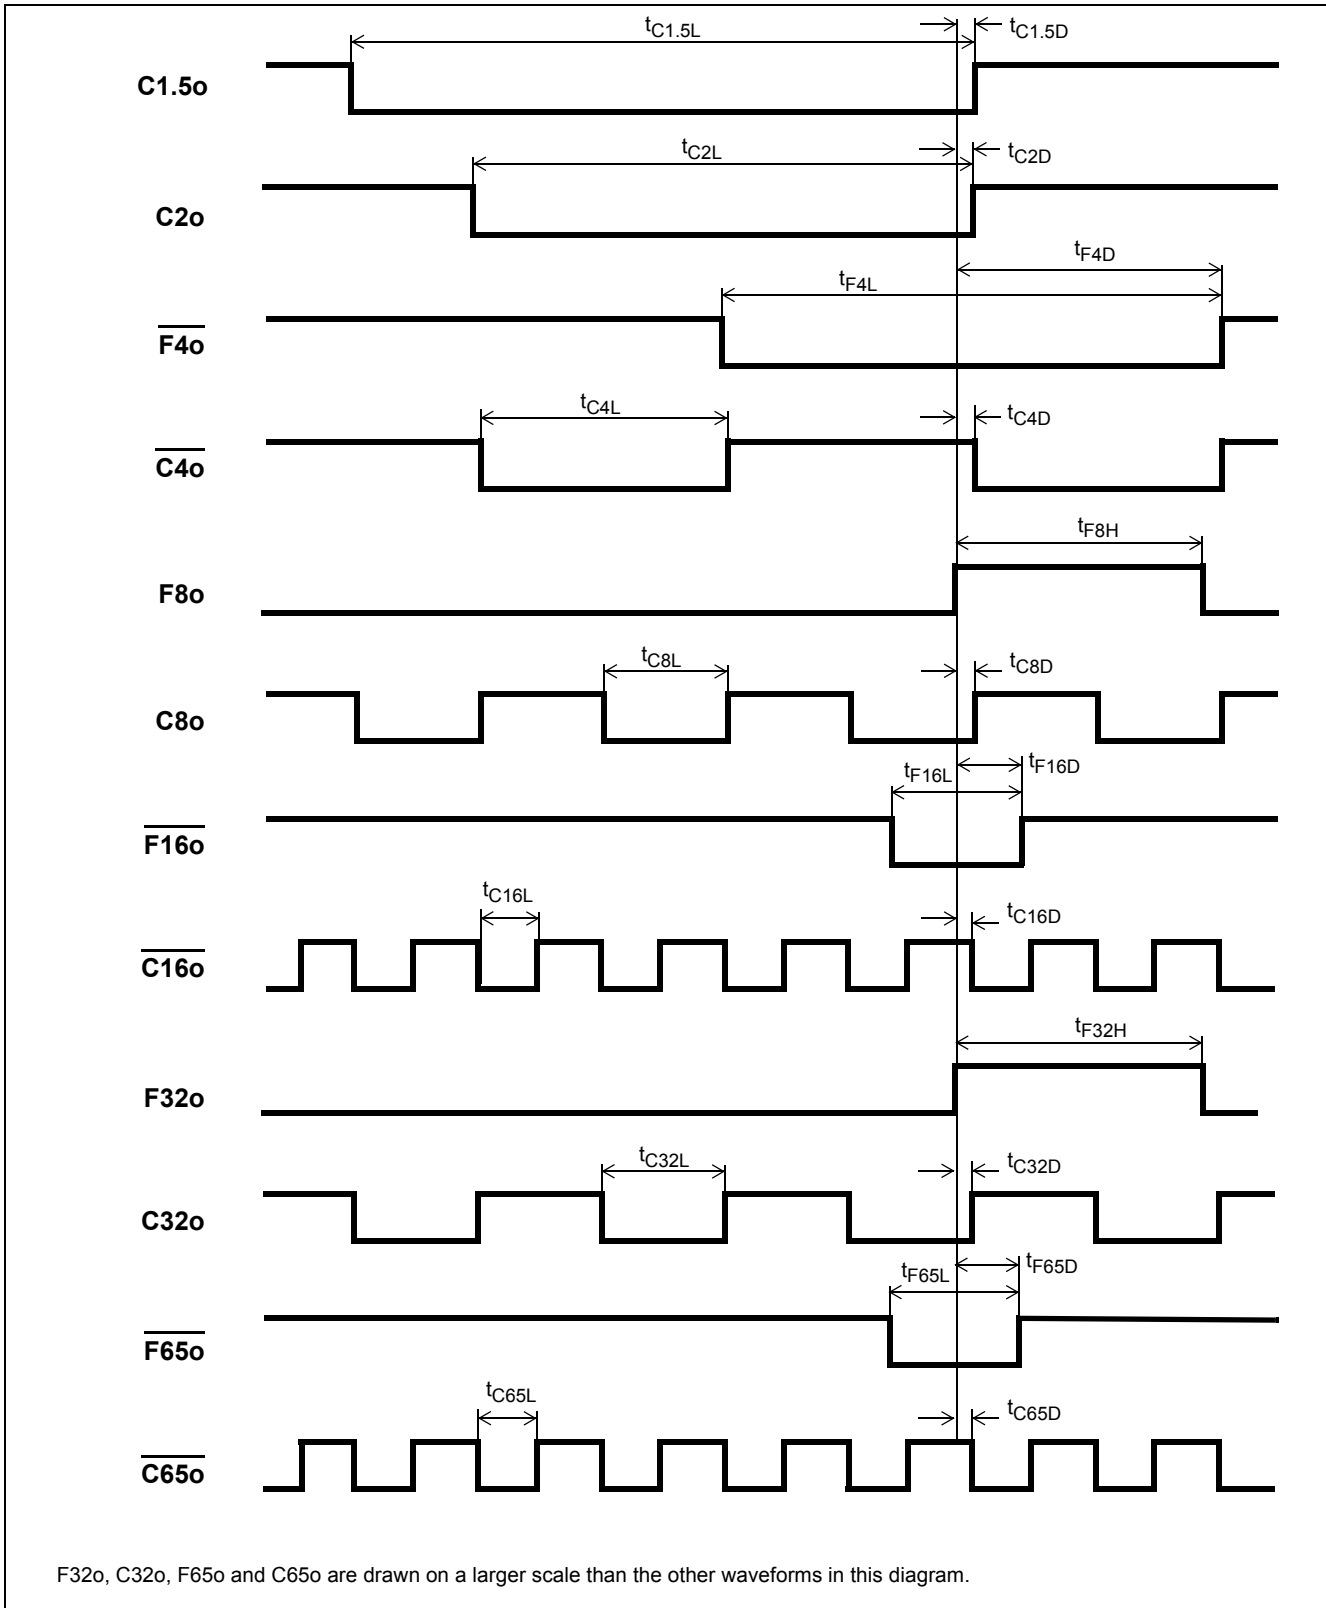 tC1.5L
tC1.5D
C1.5o
tC2L
tC2D
C2o
tF4D
tF4L
F4o
tC4L
tC4D
C4o
tF8H
F8o
tC8L
tC8D
C8o
tF16L
tF16D
F16o
tC16L
tC16D
C16o
tF32H
F32o
tC32L
tC32D
C32o
tF65L
tF65D
F65o
tC65L
tC65D
C65o
F32o, C32o, F65o and C65o are drawn on a larger scale than the other waveforms in this diagram.